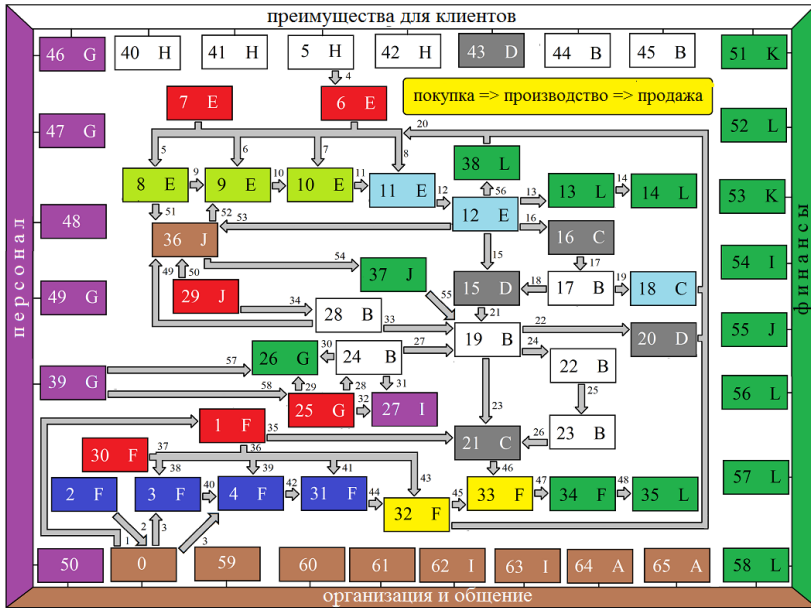 преимущества для клиентов
46 G 40 H 41 H 5 H 42 H 43 D 44 B 45 B 51 K
4
7 E 6 E покупка => производство => продажа
47 G 20 52 L
5 6 7 8 38 L
8 E 9 9 E 10 10 E 11 11 E 12 56 13 13 L 14 14 L 53 K
51 52 53 12 E 16
48 36 J 15 16 C
54 17 54 I
49 50 37 J 15 D 18 17 B 19 18 C
49 G 29 J 34 55 21
28 B 33 19 B 22 20 D 55 J
27 24
57 26 G 30 24 B 22 B
39 G 58 29 28 31 25 56 L
25 G 32 27 I 23
1 F 35 21 C 26 23 B
36
30 F 37 38 39 41 43 46
2 F 3 F 40 4 F 42 31 F 44 32 F 45 33 F 47 34 F 48 35 L 57 L
1 2 3 3
50 0 59 60 61 62 I 63 I 64 A 65 A 58 L
организация и общение
персонал
финансы